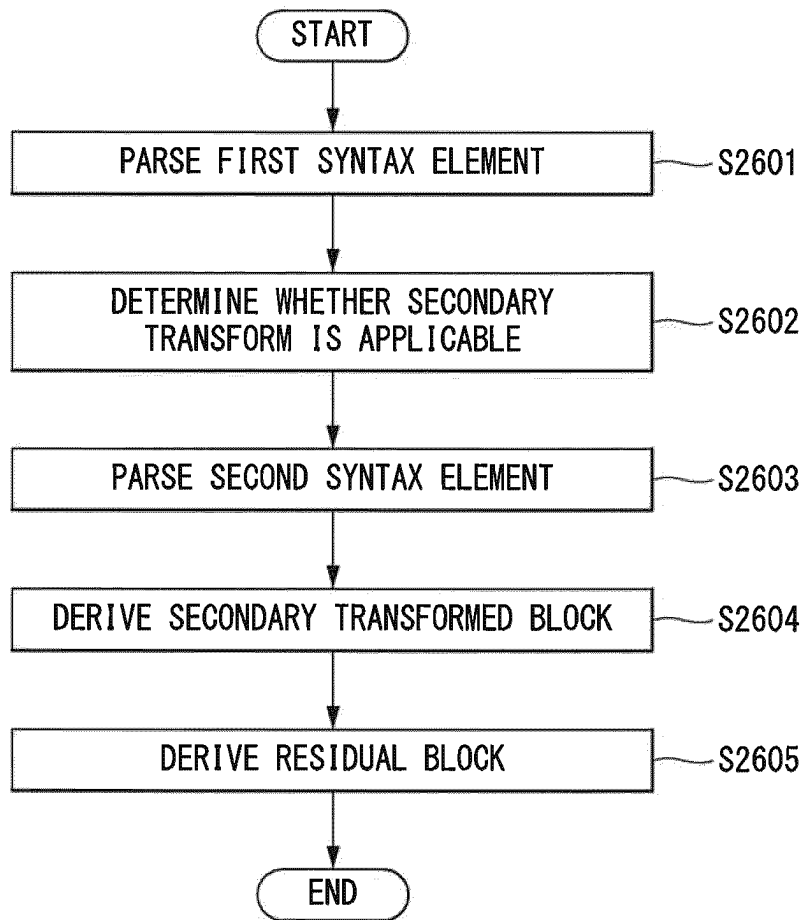 START
PARSE FIRST SYNTAX ELEMENT
S2601
DETERMINE WHETHER SECONDARY
TRANSFORM IS APPLICABLE
S2602
PARSE SECOND SYNTAX ELEMENT
S2603
DERIVE SECONDARY TRANSFORMED BLOCK
S2604
DERIVE RESIDUAL BLOCK
S2605
END